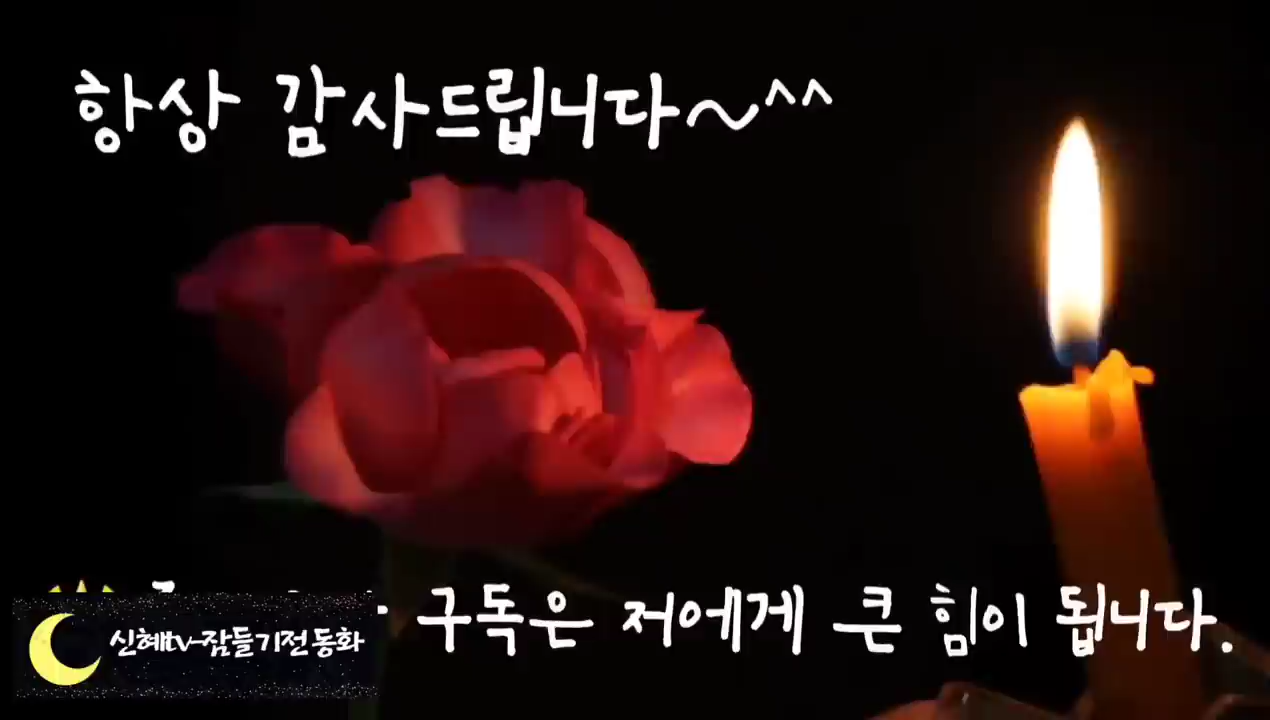 항상 감사드립니다~^^
구독은 저에게 큰 힘이 됩니다.
신혜tv-잠들기전 동화